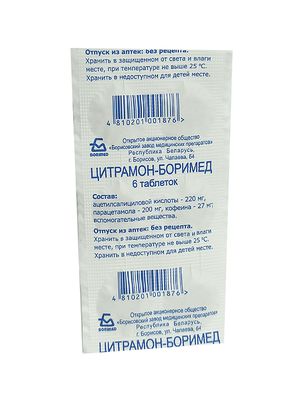 Отпуск из аптек: без рецепта.
Хранить в защищенном от света и влаги
месте, при температуре не выше 25 °С.
Хранить в недоступном для детей месте.
4 810201 001876
БОРИМЕД
Открытое акционерное общество
«Борисовский завод медицинских препаратов»
Республика Беларусь,
г. Борисов, ул. Чапаева, 64
ЦИТРАМОН-БОРИМЕД
6 таблеток
Состав:
ацетилсалициловой кислоты - 220 мг,
парацетамола - 200 мг, кофеина - 27 мг;
вспомогательные вещества.
Отпуск из аптек: без рецепта.
Хранить в защищенном от света и влаги
месте, при температуре не выше 25 °С.
Хранить в недоступном для детей месте.
4 810201 001876
БОРИМЕД
Открытое акционерное общество
«Борисовский завод медицинских препаратов»
Республика Беларусь,
г. Борисов, ул. Чапаева, 64
ЦИТРАМОН-БОРИМЕД